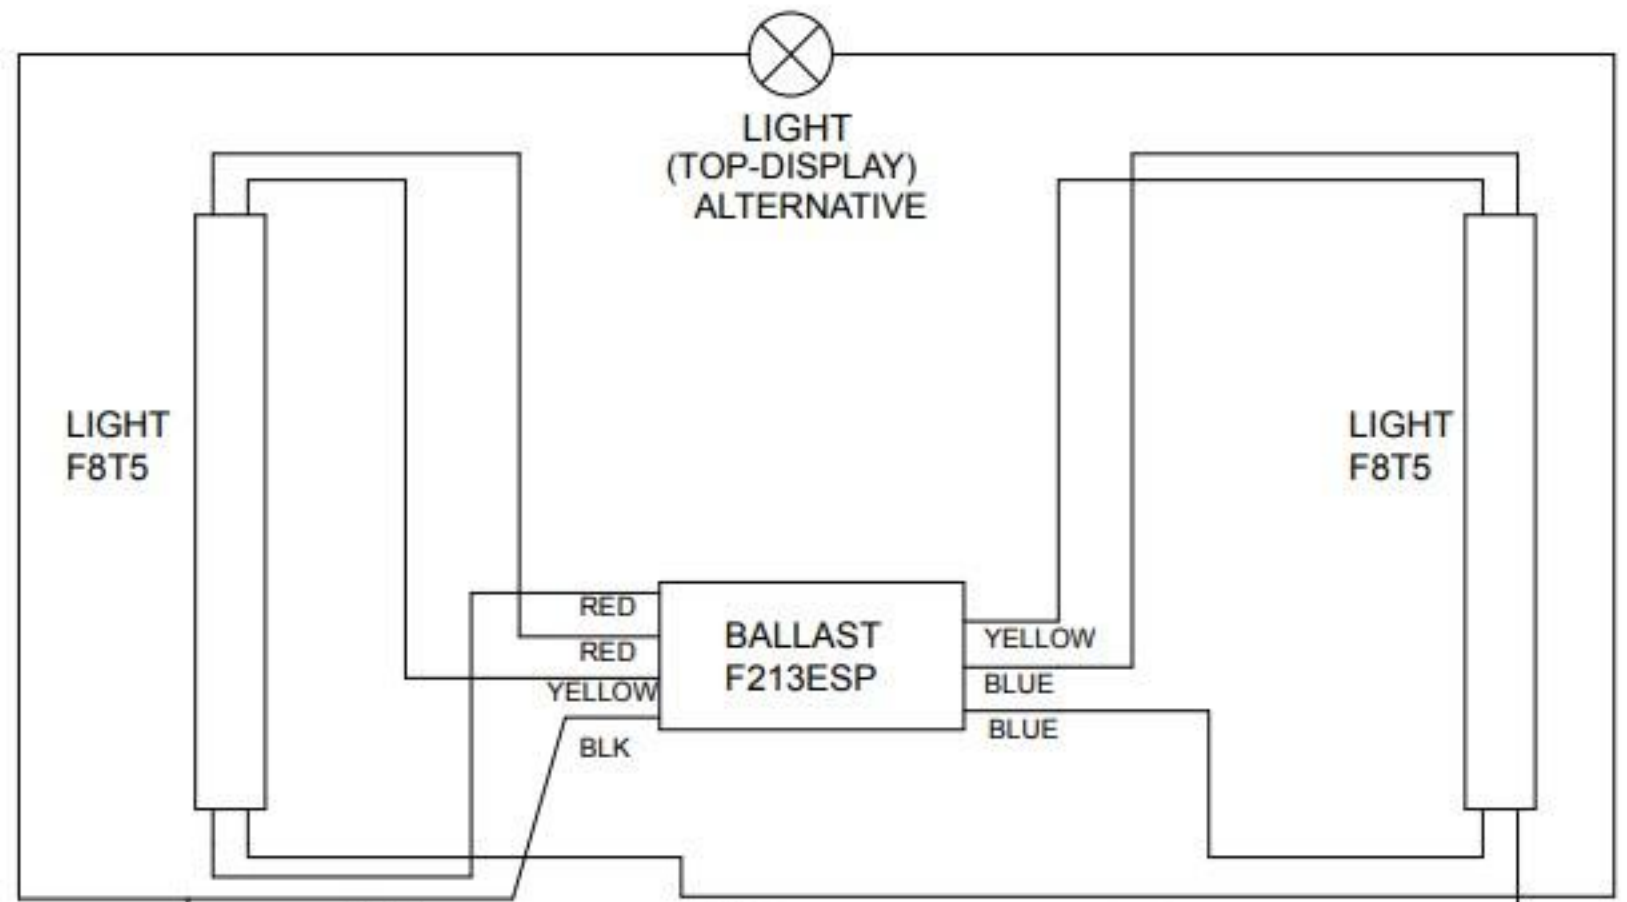 LIGHT
(TOP-DISPLAY)
ALTERNATIVE
LIGHT
F8T5
LIGHT
F8T5
RED
RED
YELLOW
BLK
BALLAST
F213ESP
YELLOW
BLUE
BLUE